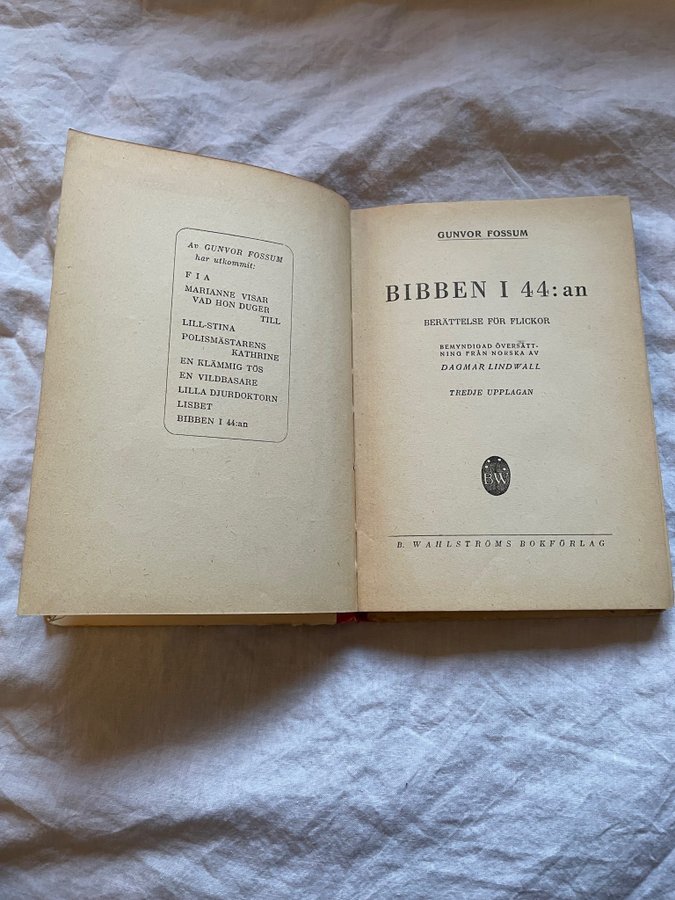 Av GUNVOR FOSSUM
har utkommit:
FIA
MARIANNE VISAR
VAD HON DUGER
TILL
LILL-STINA
POLISMÄSTARENS
KATHRINE
EN KLÄMMIG TÖS
EN VILDBASARE
LILLA DJURDOKTORN
LISBET
BIBBEN I 44:an
GUNVOR FOSSUM
BIBBEN I 44:an
BERÄTTELSE FÖR FLICKOR
BEMYNDIGAD ÖVERSÄTT-
NING FRÅN NORSKA AV
DAGMAR LINDWALL
TREDJE UPPLAGAN
BW
B. WAHLSTRÖMS BOKFÖRLAG